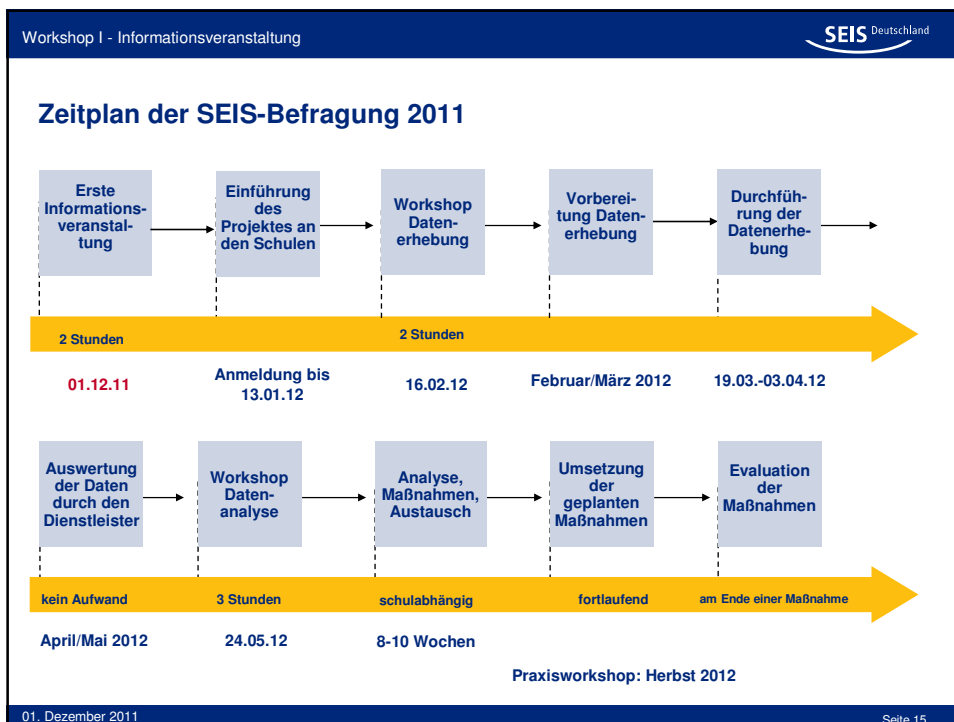 Workshop I - Informationsveranstaltung
SEIS Deutschland
Zeitplan der SEIS-Befragung 2011
Erste
Informations-
veranstal-
tung
Einführung
des
Projektes an
den Schulen
Workshop
Daten-
erhebung
Vorberei-
tung Daten-
erhebung
Durchfüh-
rung der
Datenerhe-
bung
2 Stunden
2 Stunden
01.12.11
Anmeldung bis
13.01.12
16.02.12
Februar/März 2012
19.03.-03.04.12
Auswertung
der Daten
durch den
Dienstleister
Workshop
Daten-
analyse
Analyse,
Maßnahmen,
Austausch
Umsetzung
der
geplanten
Maßnahmen
Evaluation
der
Maßnahmen
kein Aufwand
3 Stunden
schulabhängig
fortlaufend
am Ende einer Maßnahme
April/Mai 2012
24.05.12
8-10 Wochen
Praxisworkshop: Herbst 2012
01. Dezember 2011
Seite 15